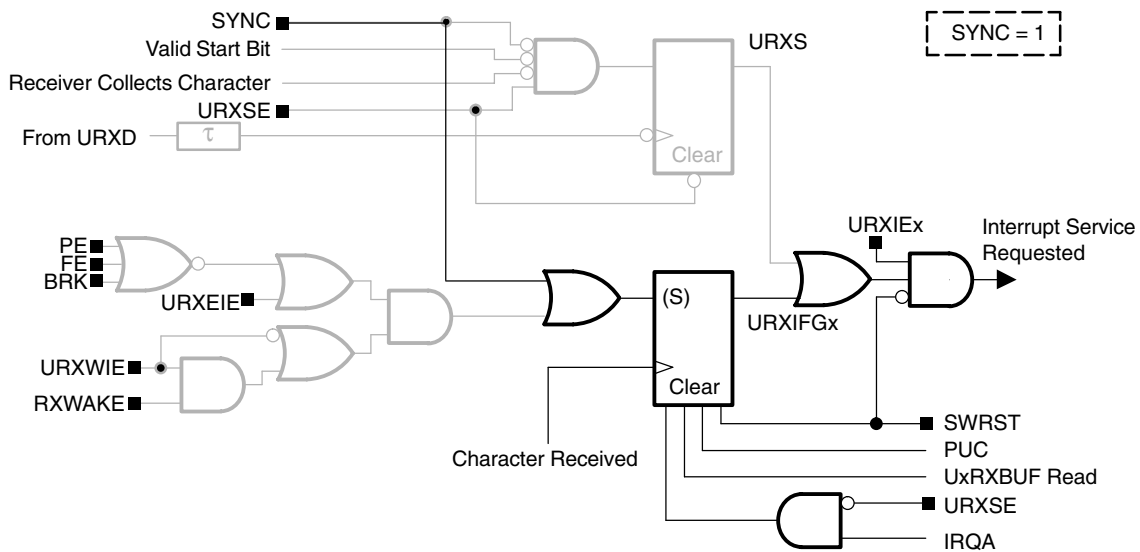 SYNC
SYNC = 1
Valid Start Bit
URXS
Receiver Collects Character
URXSE
From URXD
τ
Clear
PE
FE
BRK
URXEIE
URXIEx
Interrupt Service
Requested
(S)
URXIFGx
URXWIE
RXWAKE
Clear
SWRST
Character Received
PUC
UxRXBUF Read
URXSE
IRQA